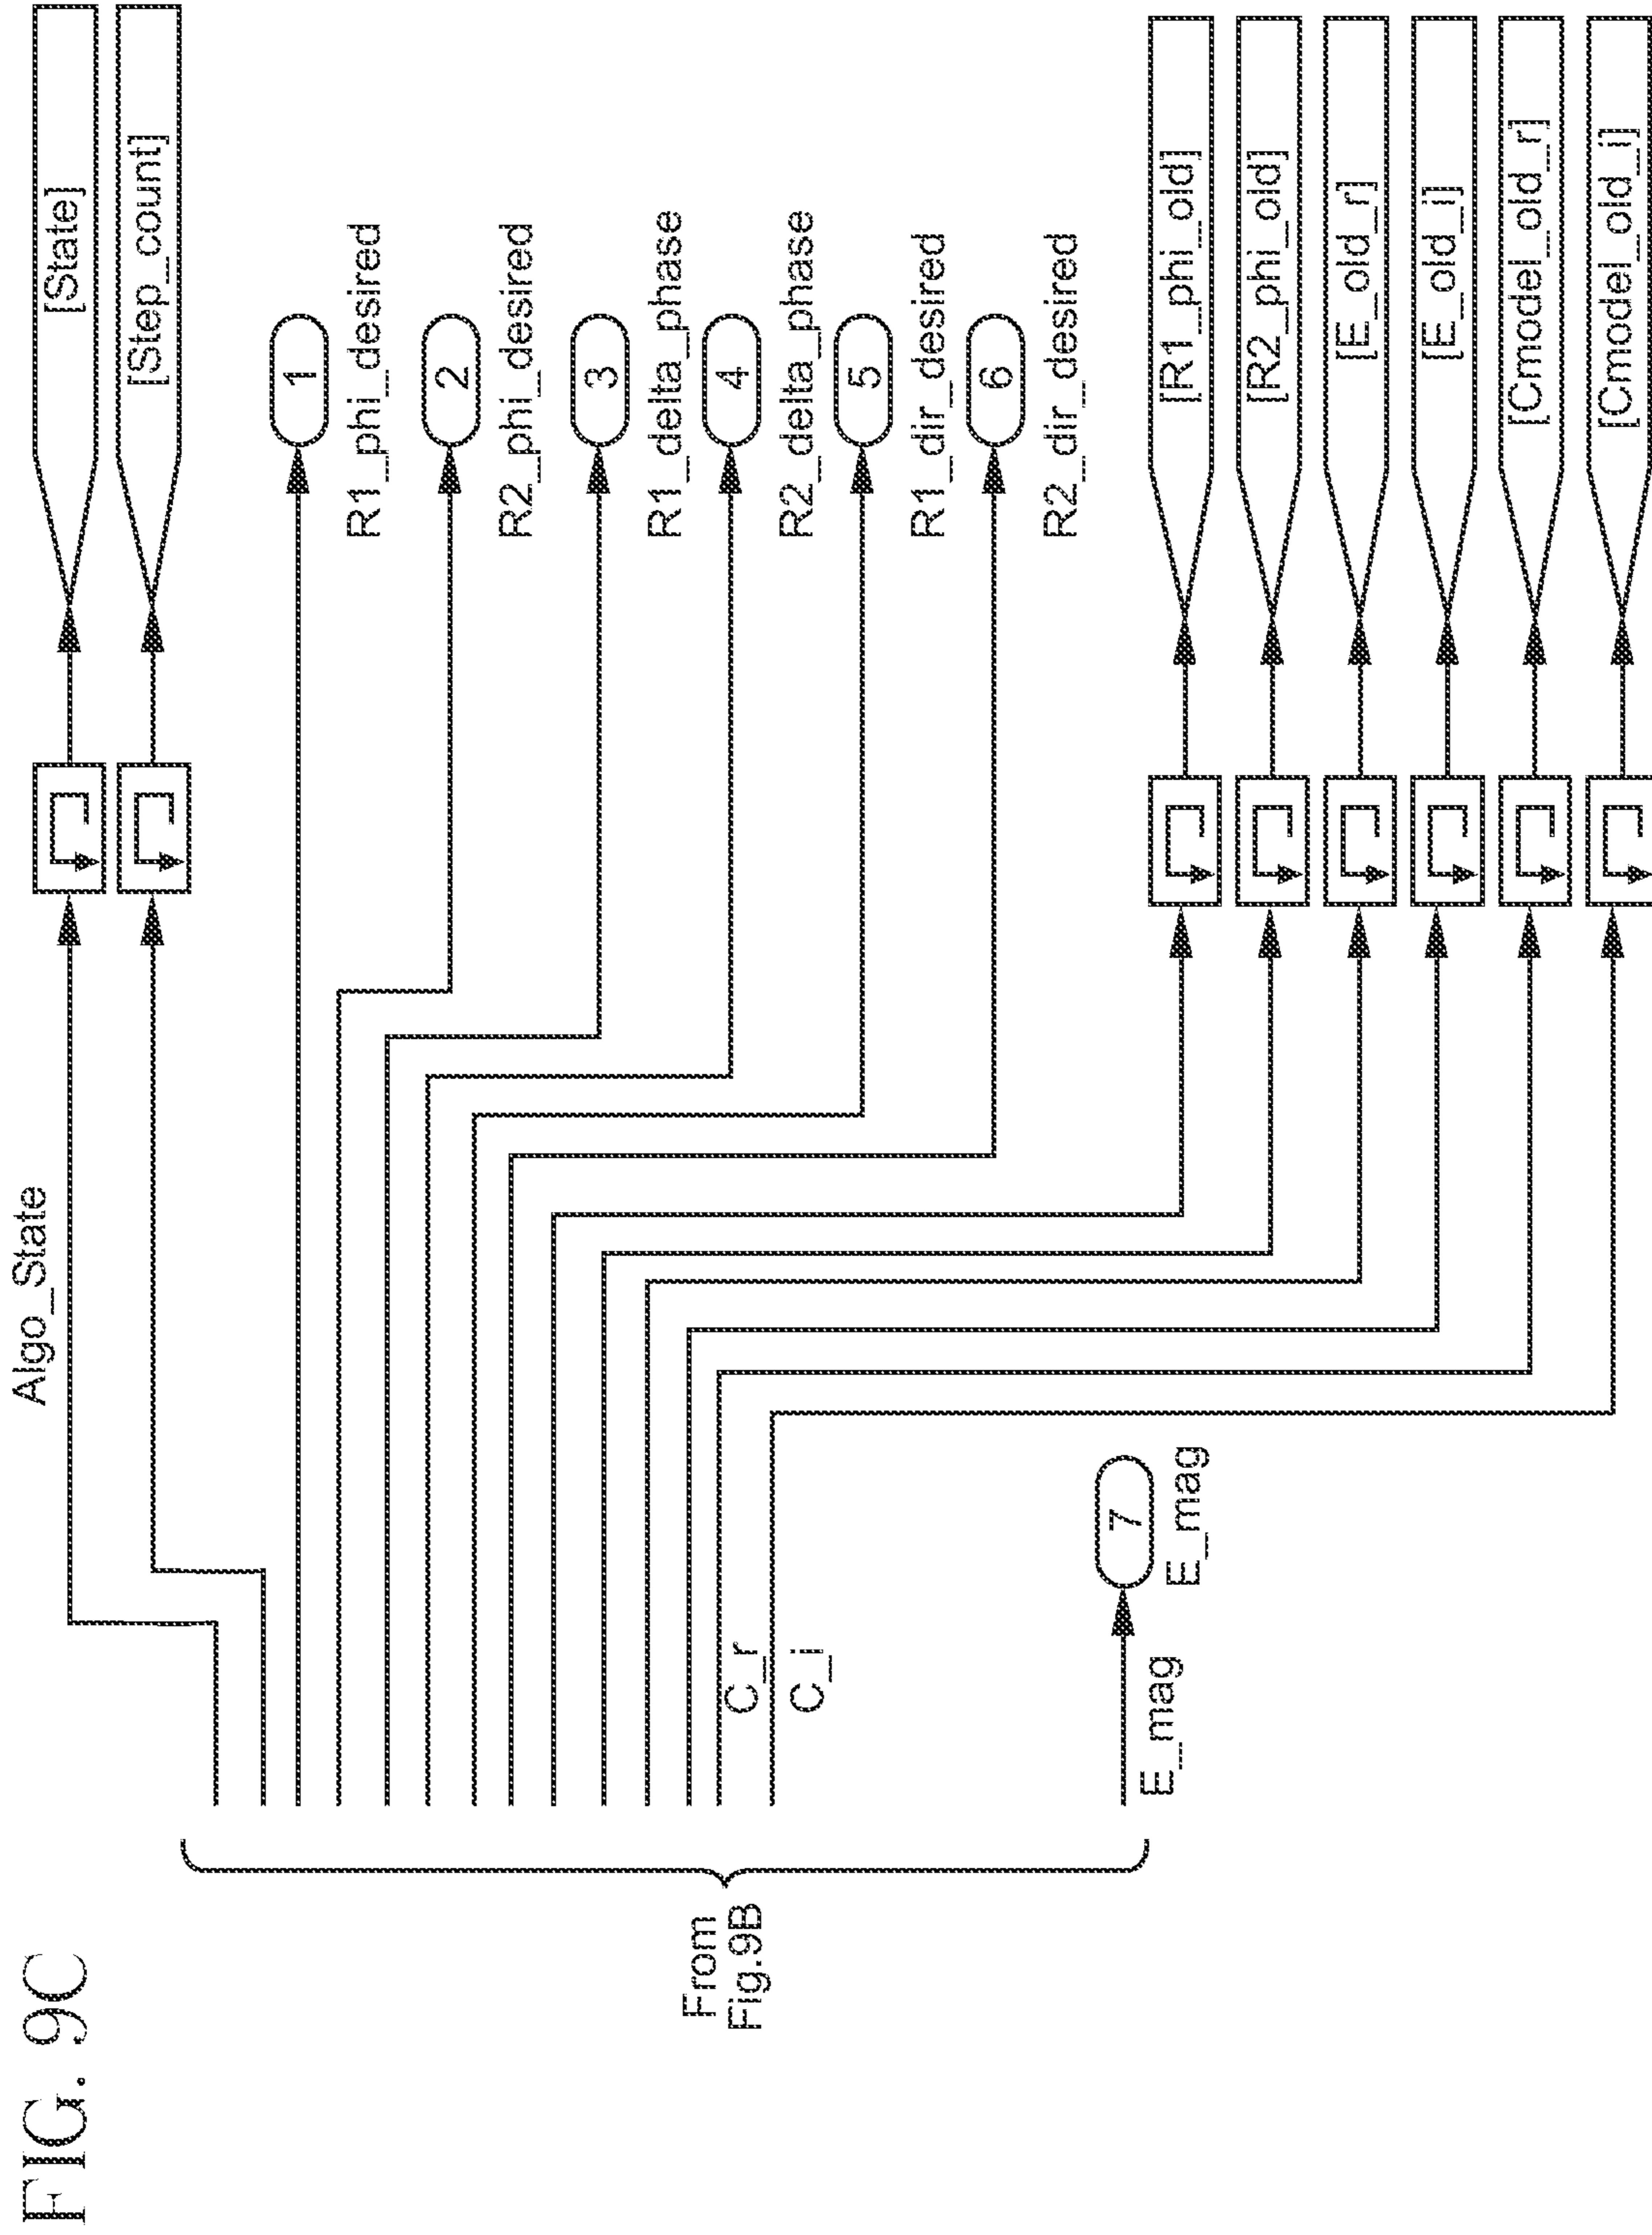 FIG. 9C
From
Fig.9B
Algo_State
[State]
[Step_count]
1
R1_phi_desired
2
R2_phi_desired
3
R1_delta_phase
4
R2_delta_phase
5
R1_dir_desired
6
R2_dir_desired
C_r
C_i
E_mag
7
E_mag
[R1_phi_old]
[R2_phi_old]
[E_old_r]
[E_old_i]
[Cmodel_old_r]
[Cmodel_old_i]